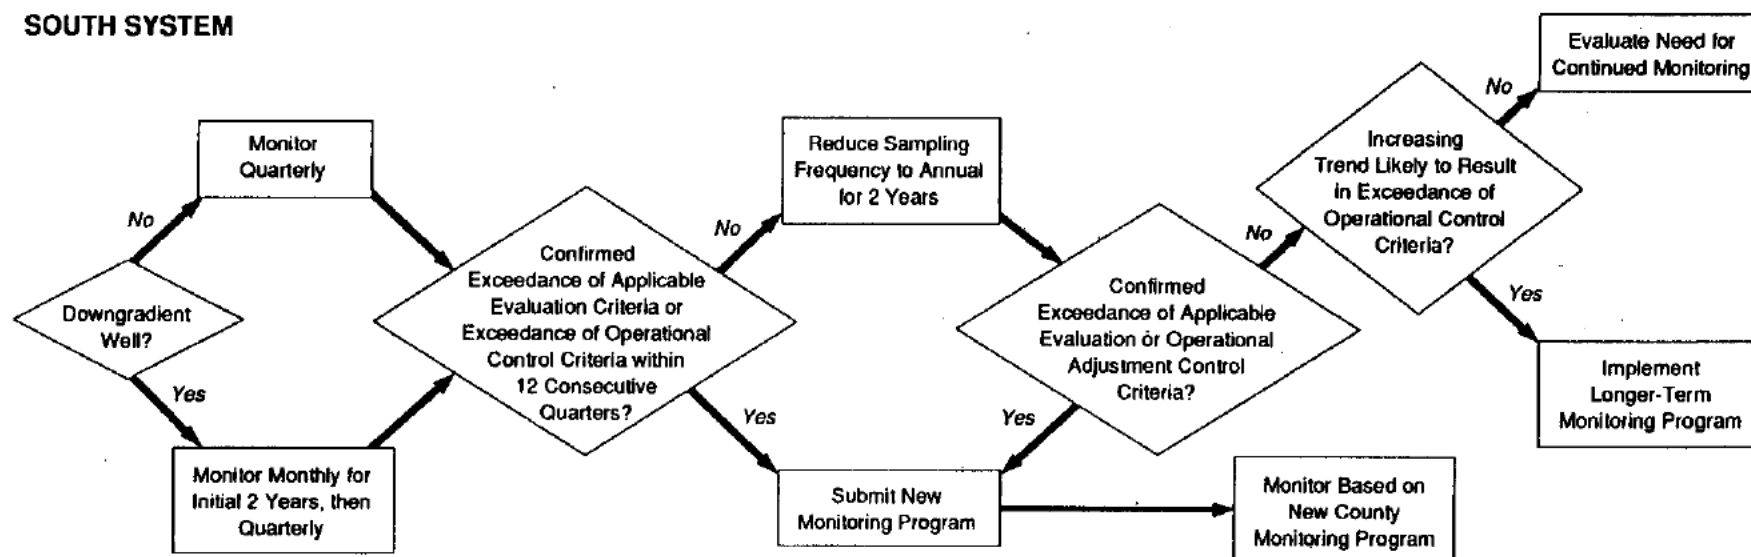 SOUTH SYSTEM
Downgradient
Well?
No
Yes
Monitor
Quarterly
Monitor Monthly for
Initial 2 Years, then
Quarterly
Confirmed
Exceedance of Applicable
Evaluation Criteria or
Exceedance of Operational
Control Criteria within
12 Consecutive
Quarters?
No
Yes
Reduce Sampling
Frequency to Annual
for 2 Years
Submit New
Monitoring Program
Confirmed
Exceedance of Applicable
Evaluation or Operational
Adjustment Control
Criteria?
No
Yes
Monitor Based on
New County
Monitoring Program
Increasing
Trend Likely to Result
in Exceedance of
Operational Control
Criteria?
No
Yes
Evaluate Need for
Continued Monitoring
Implement
Longer-Term
Monitoring Program